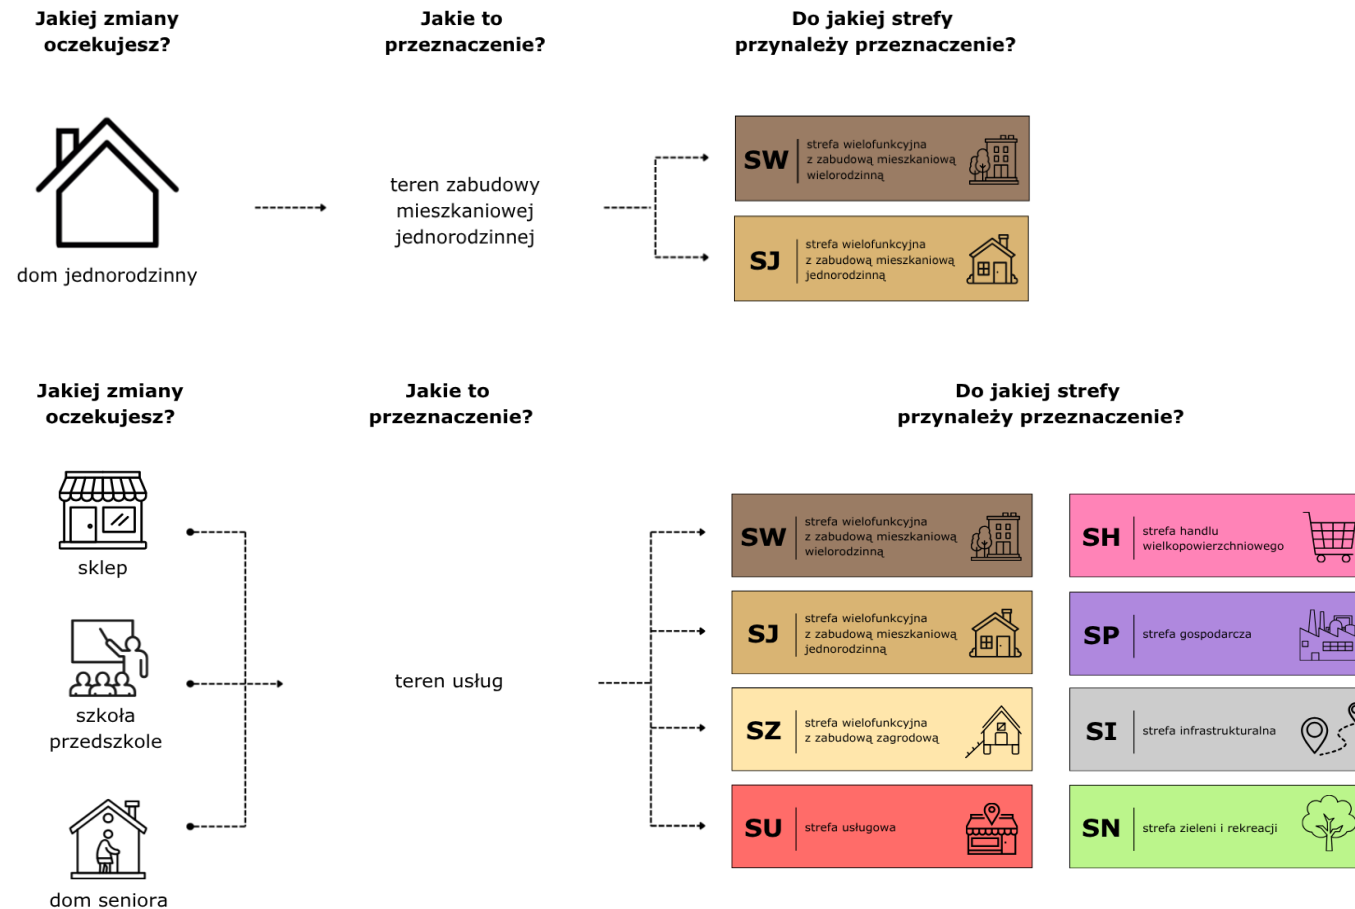 Jakiej zmiany
oczekujesz?
Jakie to
przeznaczenie?
Do jakiej strefy
przynależy przeznaczenie?
dom jednorodzinny
teren zabudowy
mieszkaniowej
jednorodzinnej
SW
strefa wielofunkcyjna
z zabudową mieszkaniową
wielorodzinną
SJ
strefa wielofunkcyjna
z zabudową mieszkaniową
jednorodzinną
Jakiej zmiany
oczekujesz?
Jakie to
przeznaczenie?
Do jakiej strefy
przynależy przeznaczenie?
sklep
szkoła
przedszkole
dom seniora
teren usług
SW
strefa wielofunkcyjna
z zabudową mieszkaniową
wielorodzinną
SJ
strefa wielofunkcyjna
z zabudową mieszkaniową
jednorodzinną
SZ
strefa wielofunkcyjna
z zabudową zagrodową
SU
strefa usługowa
SH
strefa handlu
wielkopowierzchniowego
SP
strefa gospodarcza
SI
strefa infrastrukturalna
SN
strefa zieleni i rekreacji